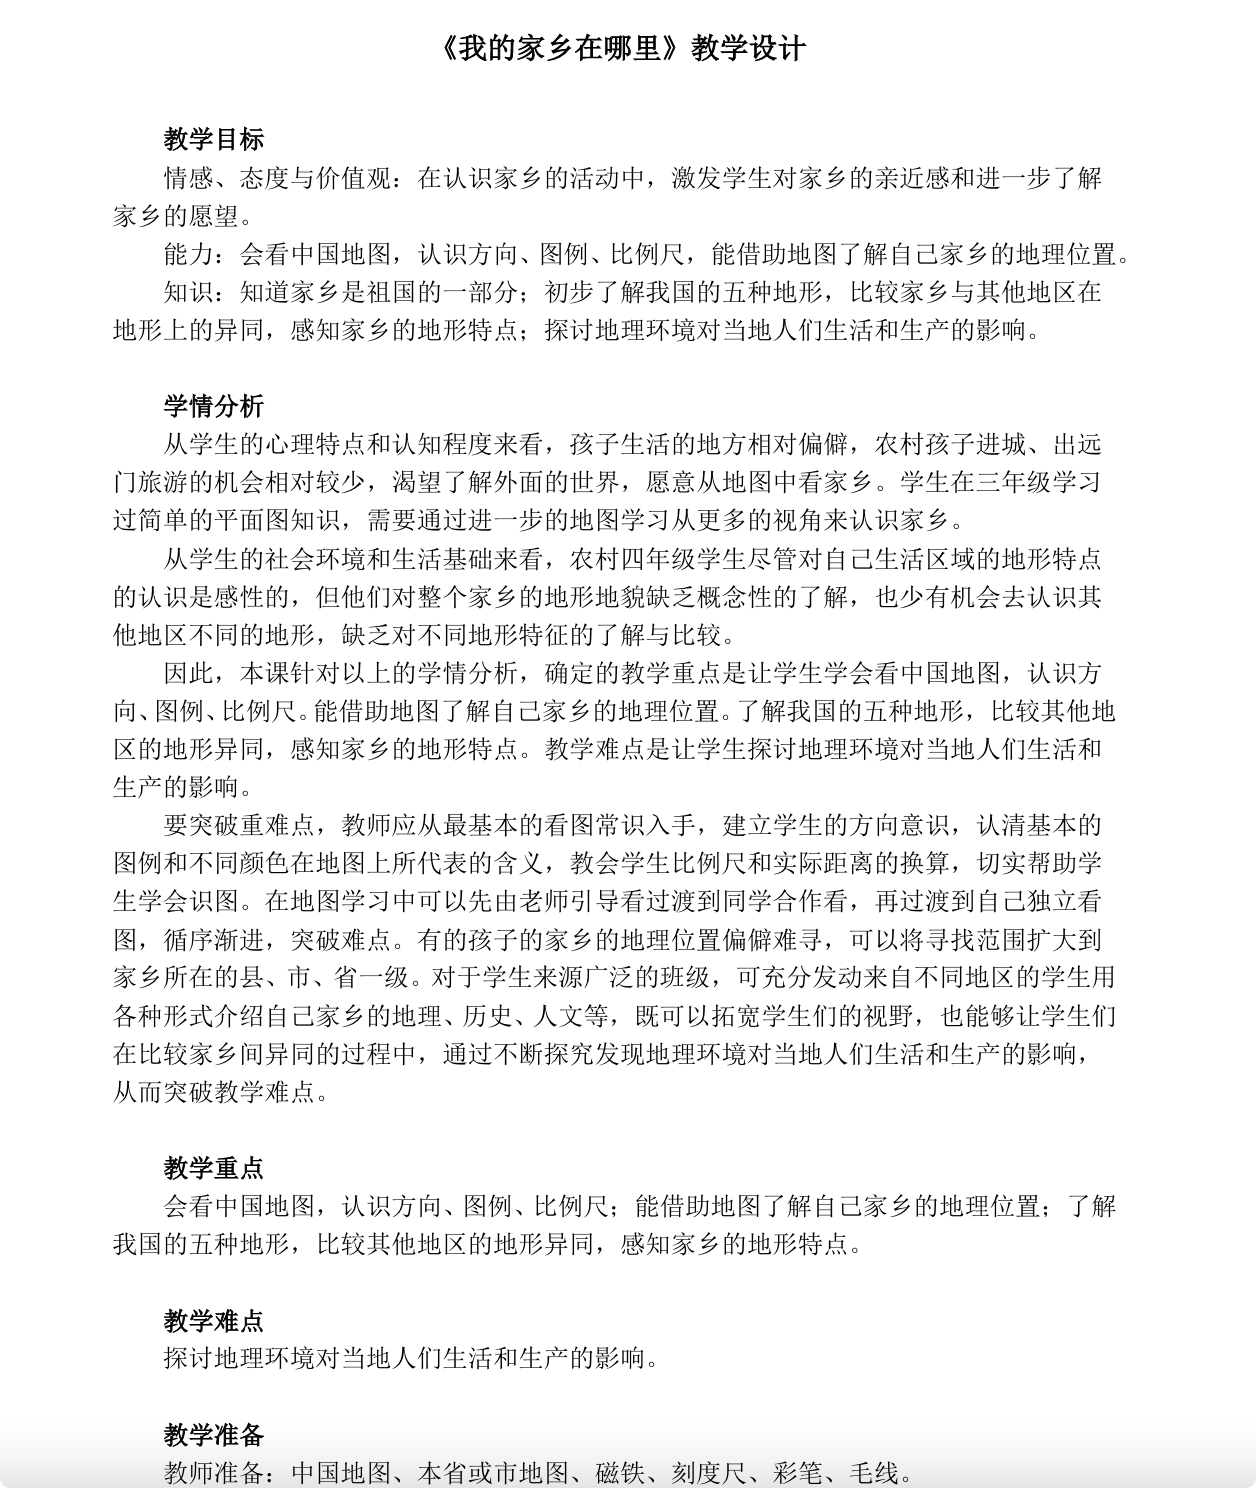 《我的家乡在哪里》教学设计
教学目标
情感、态度与价值观：在认识家乡的活动中，激发学生对家乡的亲近感和进一步了解
家乡的愿望。
能力：会看中国地图，认识方向、图例、比例尺，能借助地图了解自己家乡的地理位置。
知识：知道家乡是祖国的一部分；初步了解我国的五种地形，比较家乡与其他地区在
地形上的异同，感知家乡的地形特点；探讨地理环境对当地人们生活和生产的影响。
学情分析
从学生的心理特点和认知程度来看，孩子生活的地方相对偏僻，农村孩子进城、出远
门旅游的机会相对较少，渴望了解外面的世界，愿意从地图中看家乡。学生在三年级学习
过简单的平面图知识，需要通过进一步的地图学习从更多的视角来认识家乡。
从学生的社会环境和生活基础来看，农村四年级学生尽管对自己生活区域的地形特点
的认识是感性的，但他们对整个家乡的地形地貌缺乏概念性的了解，也少有机会去认识其
他地区不同的地形，缺乏对不同地形特征的了解与比较。
因此，本课针对以上的学情分析，确定的教学重点是让学生学会看中国地图，认识方
向、图例、比例尺。能借助地图了解自己家乡的地理位置。了解我国的五种地形，比较其他地
区的地形异同，感知家乡的地形特点。教学难点是让学生探讨地理环境对当地人们生活和
生产的影响。
要突破重难点，教师应从最基本的看图常识入手，建立学生的方向意识，认清基本的
图例和不同颜色在地图上所代表的含义，教会学生比例尺和实际距离的换算，切实帮助学
生学会识图。在地图学习中可以先由老师引导看过渡到同学合作看，再过渡到自己独立看
图，循序渐进，突破难点。有的孩子的家乡的地理位置偏僻难寻，可以将寻找范围扩大到
家乡所在的县、市、省一级。对于学生来源广泛的班级，可充分发动来自不同地区的学生用
各种形式介绍自己家乡的地理、历史、人文等，既可以拓宽学生们的视野，也能够让学生们
在比较家乡间异同的过程中，通过不断探究发现地理环境对当地人们生活和生产的影响，
从而突破教学难点。
教学重点
会看中国地图，认识方向、图例、比例尺；能借助地图了解自己家乡的地理位置；了解
我国的五种地形，比较其他地区的地形异同，感知家乡的地形特点。
教学难点
探讨地理环境对当地人们生活和生产的影响。
教学准备
教师准备：中国地图、本省或市地图、磁铁、刻度尺、彩笔、毛线。